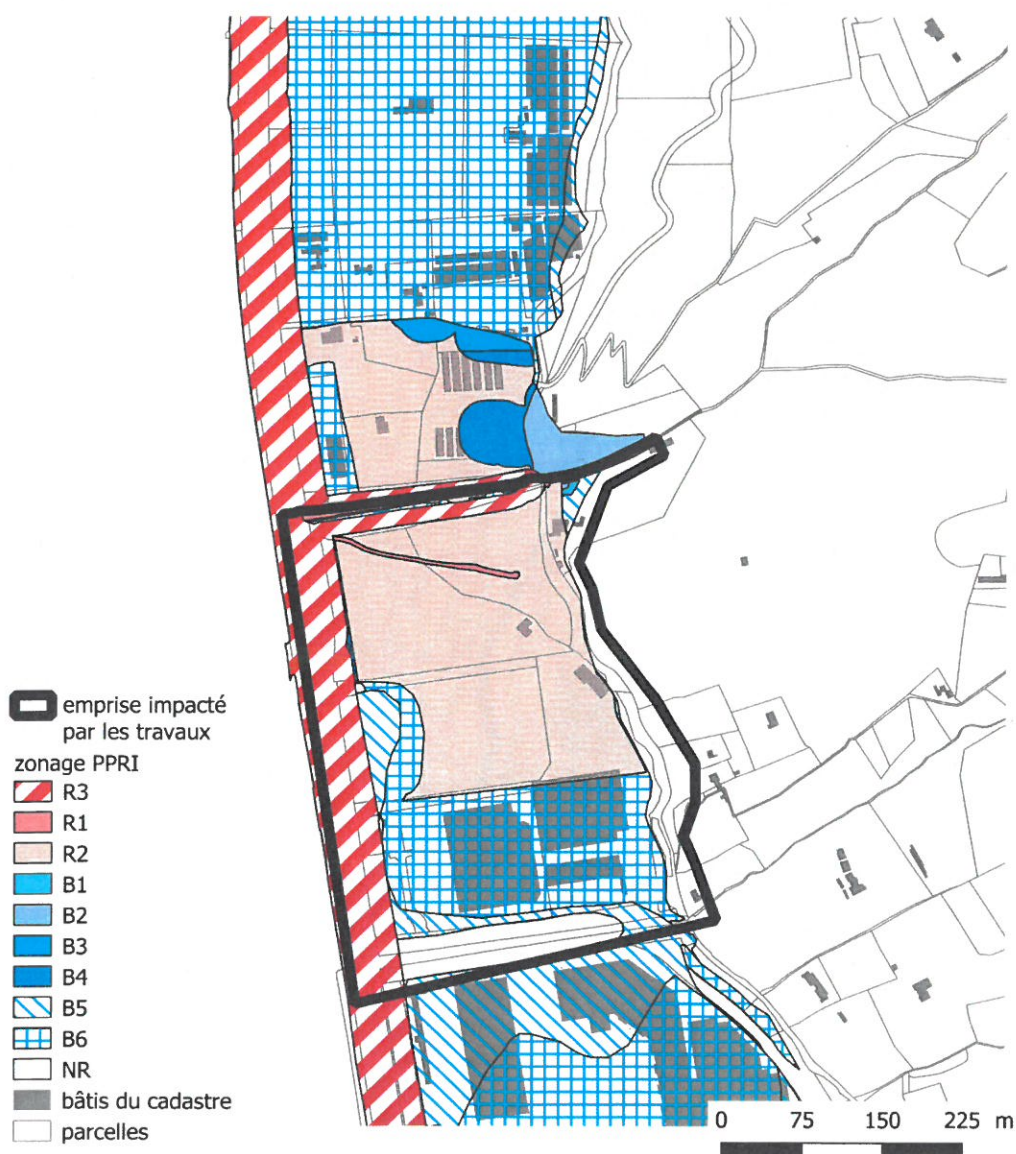 emprise impacté
par les travaux
zonage PPRI
R3
R1
R2
B1
B2
B3
B4
B5
B6
NR
bâtis du cadastre
parcelles
0 75 150 225 m